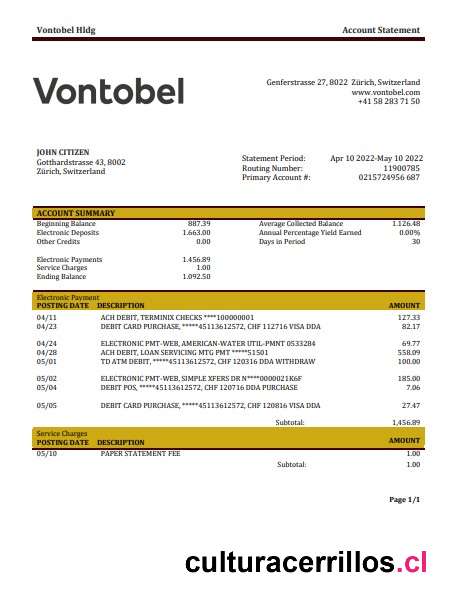 Vontobel Hldg Account Statement
Vontobel
Genferstrasse 27, 8022 Zürich, Switzerland
www.vontobel.com
+41 58 283 71 50
JOHN CITIZEN
Gotthardstrasse 43, 8002
Zürich, Switzerland
Statement Period: Apr 10 2022-May 10 2022
Routing Number: 11900785
Primary Account #: 0215724956 687
ACCOUNT SUMMARY
Beginning Balance 887.39 Average Collected Balance 1.126.48
Electronic Deposits 1.663.00 Annual Percentage Yield Earned 0.00%
Other Credits 0.00 Days in Period 30
Electronic Payments 1.456.89
Service Charges 1.00
Ending Balance 1.092.50
Electronic Payment
POSTING DATE DESCRIPTION AMOUNT
04/11 ACH DEBIT, TERMINIX CHECKS ****100000001 127.33
04/23 DEBIT CARD PURCHASE, *****45113612572, CHF 112716 VISA DDA 82.17
04/24 ELECTRONIC PMT-WEB, AMERICAN-WATER UTIL-PMNT 0533284 69.77
04/28 ACH DEBIT, LOAN SERVICING MTG PMT *****51501 558.09
05/01 TD ATM DEBIT, *****45113612572, CHF 120316 DDA WITHDRAW 100.00
05/02 ELECTRONIC PMT-WEB, SIMPLE XFERS DR N****0000021K6F 185.00
05/04 DEBIT POS, *****45113612572, CHF 120716 DDA PURCHASE 7.06
05/05 DEBIT CARD PURCHASE, *****45113612572, CHF 120816 VISA DDA 27.47
Subtotal: 1,456.89
Service Charges
POSTING DATE DESCRIPTION AMOUNT
05/10 PAPER STATEMENT FEE 1.00
Subtotal: 1.00
Page 1/1
culturacerrillos.cl